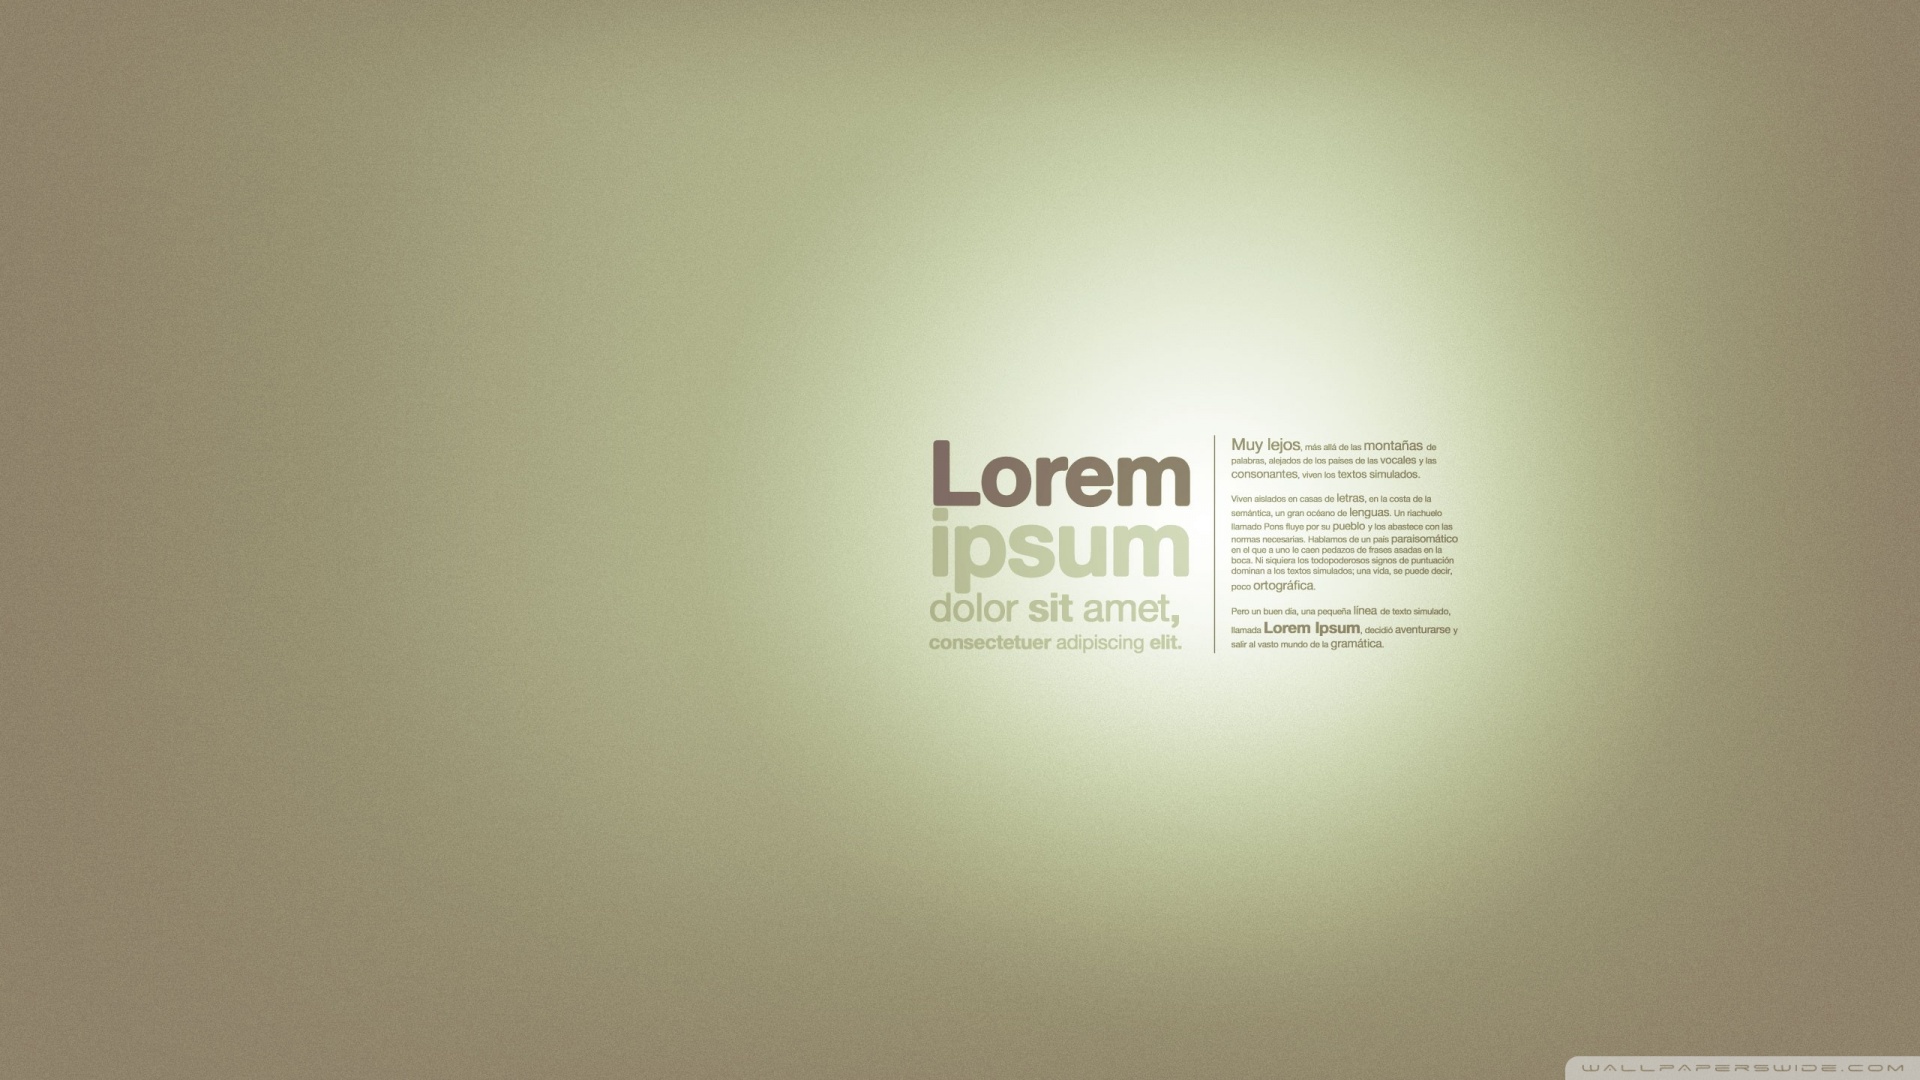 Lorem
ipsum
dolor sit amet,
consectetuer adipiscing elit.
Muy lejos, más allá de las montañas de
palabras, alejados de los países de las vocales y las
consonantes, viven los textos simulados.
Viven aislados en casas de letras, en la costa de la
semántica, un gran océano de lenguas. Un riachuelo
llamado Pons fluye por su pueblo y los abastece con las
normas necesarias. Hablamos de un país paraisomático
en el que a uno le caen pedazos de frases asadas en la
boca. Ni siquiera los todopoderosos signos de puntuación
dominan a los textos simulados; una vida, se puede decir,
poco ortográfica.
Pero un buen día, una pequeña línea de texto simulado,
llamada Lorem Ipsum, decidió aventurarse y
salir al vasto mundo de la gramática.
WALLPAPERSWIDE.COM